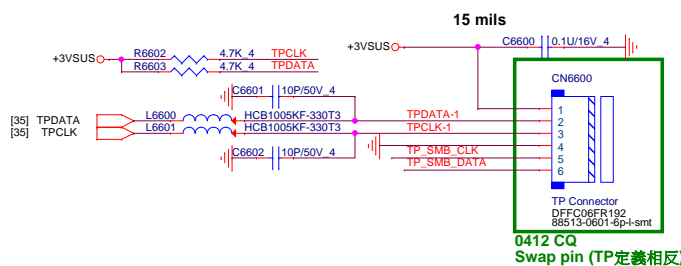 15 mils
+3VSUS
R6602 4.7K_4 TPCLK
R6603 4.7K_4 TPDATA
+3VSUS
C6600 0.1U/16V_4
CN6600
C6601 10P/50V_4
[35] TPDATA L6600 HCB1005KF-330T3 TPDATA-1
[35] TPCLK L6601 HCB1005KF-330T3 TPCLK-1
C6602 10P/50V_4
TP_SMB_CLK
TP_SMB_DATA
1
2
3
4
5
6
TP Connector
DFFC06FR192
88513-0601-6p-l-smt
0412 CQ
Swap pin (TP定義相反)